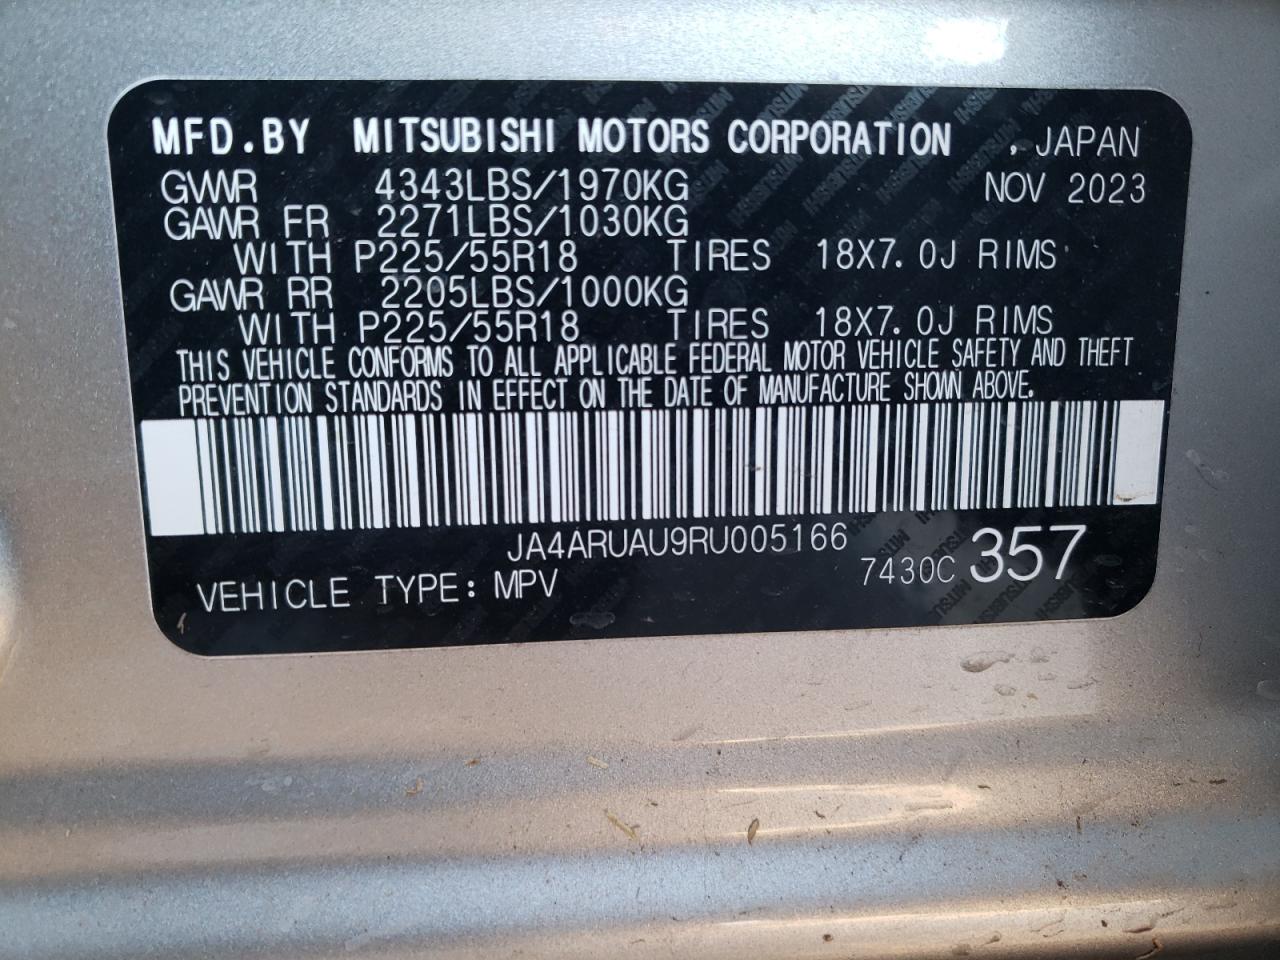 MFD.BY MITSUBISHI MOTORS CORPORATION , JAPAN
GVWR 4343LBS/1970KG NOV 2023
GAWR FR 2271LBS/1030KG
WITH P225/55R18 TIRES 18X7.0J RIMS
GAWR RR 2205LBS/1000KG
WITH P225/55R18 TIRES 18X7.0J RIMS
THIS VEHICLE CONFORMS TO ALL APPLICABLE FEDERAL MOTOR VEHICLE SAFETY AND THEFT
PREVENTION STANDARDS IN EFFECT ON THE DATE OF MANUFACTURE SHOWN ABOVE.
JA4ARUAU9RU005166
VEHICLE TYPE: MPV 7430C 357